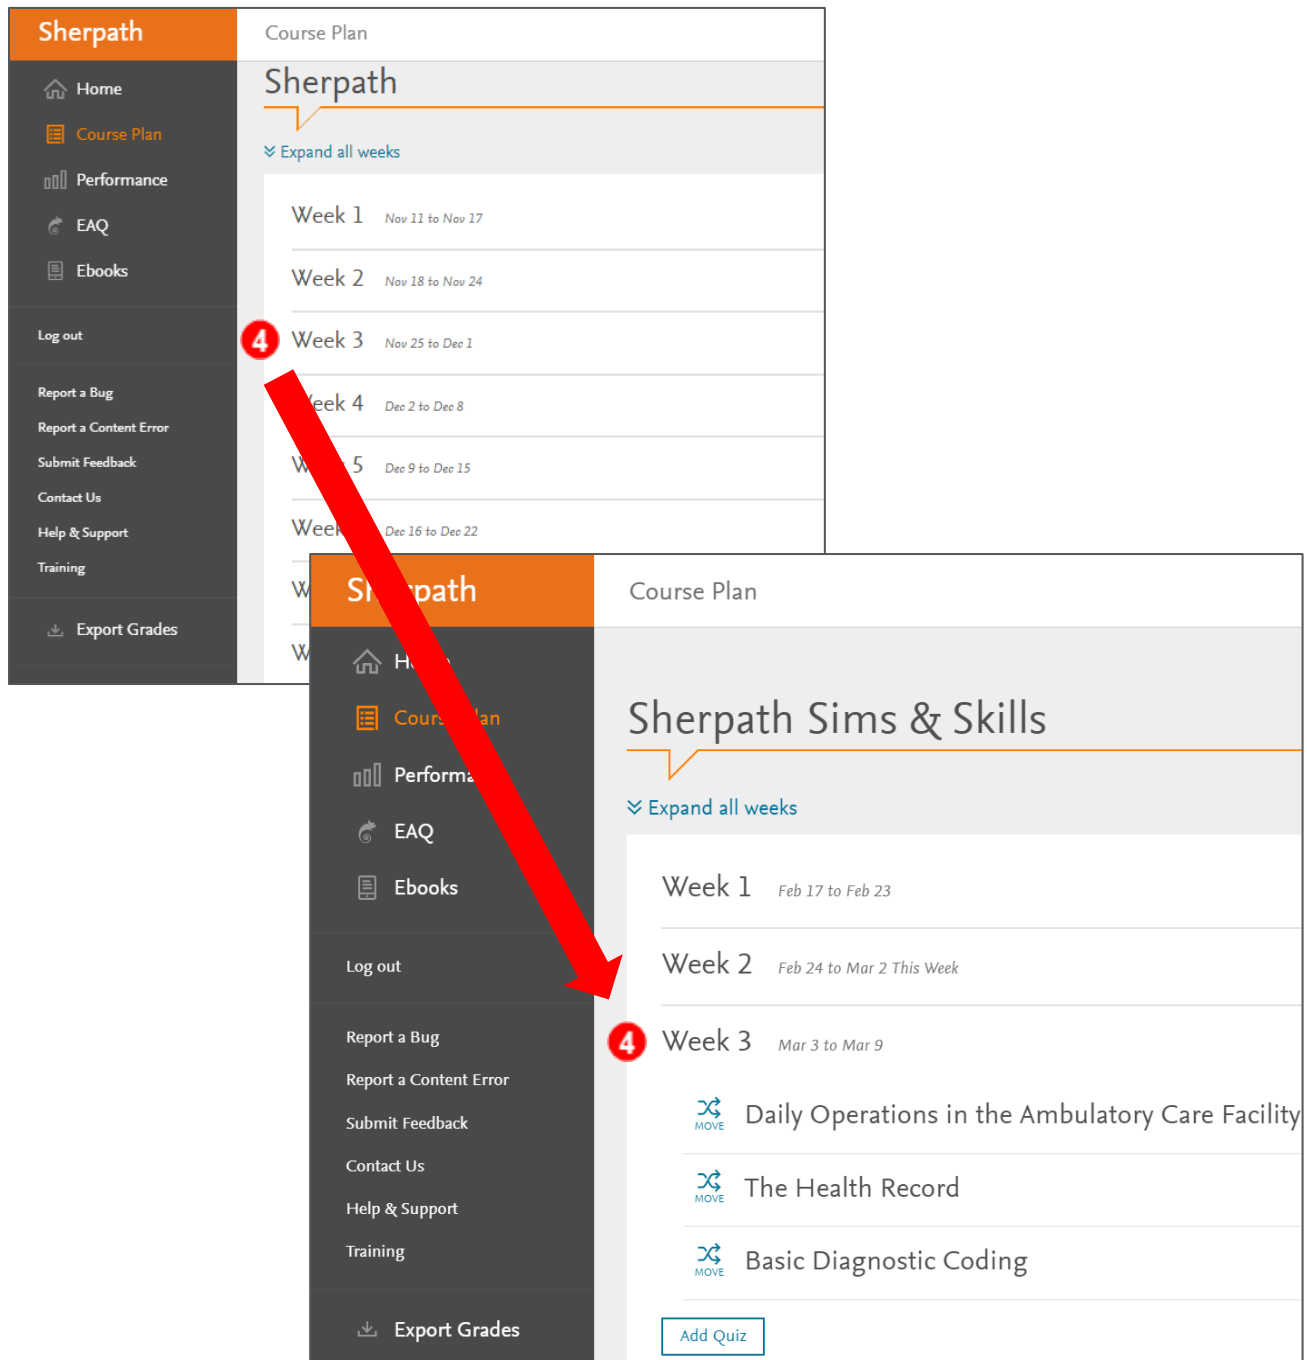 Sherpath
Course Plan
Home
Course Plan
Performance
EAQ
Ebooks
Log out
Report a Bug
Report a Content Error
Submit Feedback
Contact Us
Help & Support
Training
Export Grades
Sherpath
Expand all weeks
Week 1 Nov 11 to Nov 17
Week 2 Nov 18 to Nov 24
4 Week 3 Nov 25 to Dec 1
Week 4 Dec 2 to Dec 8
5 Dec 9 to Dec 15
Week Dec 16 to Dec 22
Sherpath
Course Plan
Home
Course Plan
Performa
EAQ
Ebooks
Log out
Report a Bug
Report a Content Error
Submit Feedback
Contact Us
Help & Support
Training
Export Grades
Sherpath Sims & Skills
Expand all weeks
Week 1 Feb 17 to Feb 23
Week 2 Feb 24 to Mar 2 This Week
4 Week 3 Mar 3 to Mar 9
MOVE Daily Operations in the Ambulatory Care Facility
MOVE The Health Record
MOVE Basic Diagnostic Coding
Add Quiz